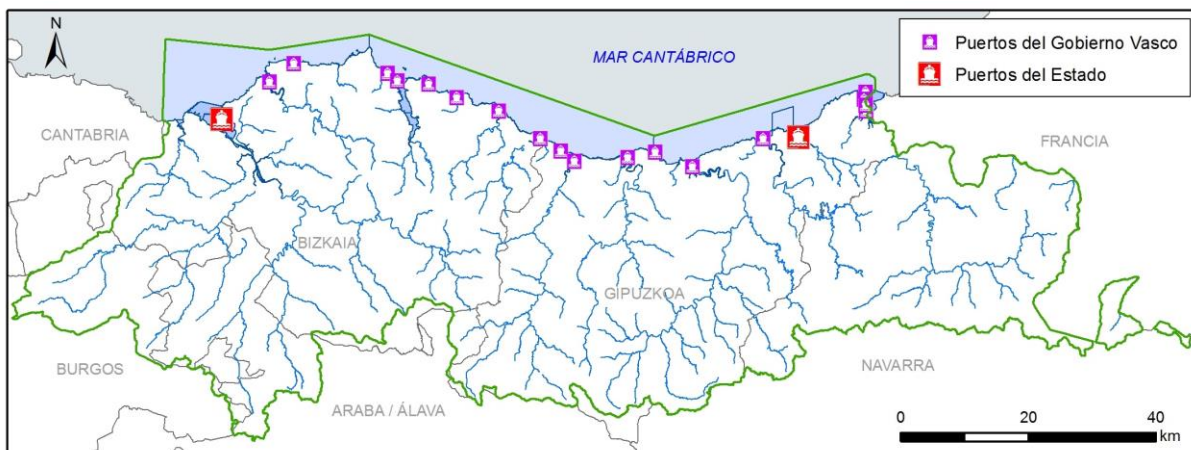 N
MAR CANTÁBRICO
Puertos del Gobierno Vasco
Puertos del Estado
CANTABRIA
FRANCIA
BIZKAIA
GIPUZKOA
BURGOS
NAVARRA
ARABA / ÁLAVA
0 20 40
km